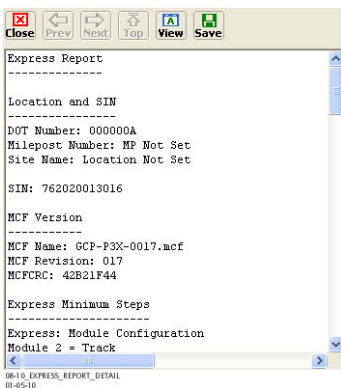 Close Prev Next Top View Save
Express Report
--------------
Location and SIN
----------------
DOT Number: 000000A
Milepost Number: MP Not Set
Site Name: Location Not Set
SIN: 762020013016
MCF Version
-----------
MCF Name: GCP-P3X-0017.mcf
MCF Revision: 017
MCFCRC: 42B21F44
Express Minimum Steps
---------------------
Express: Module Configuration
Module 2 = Track
08-10_EXPRESS_REPORT_DETAIL
01-05-10